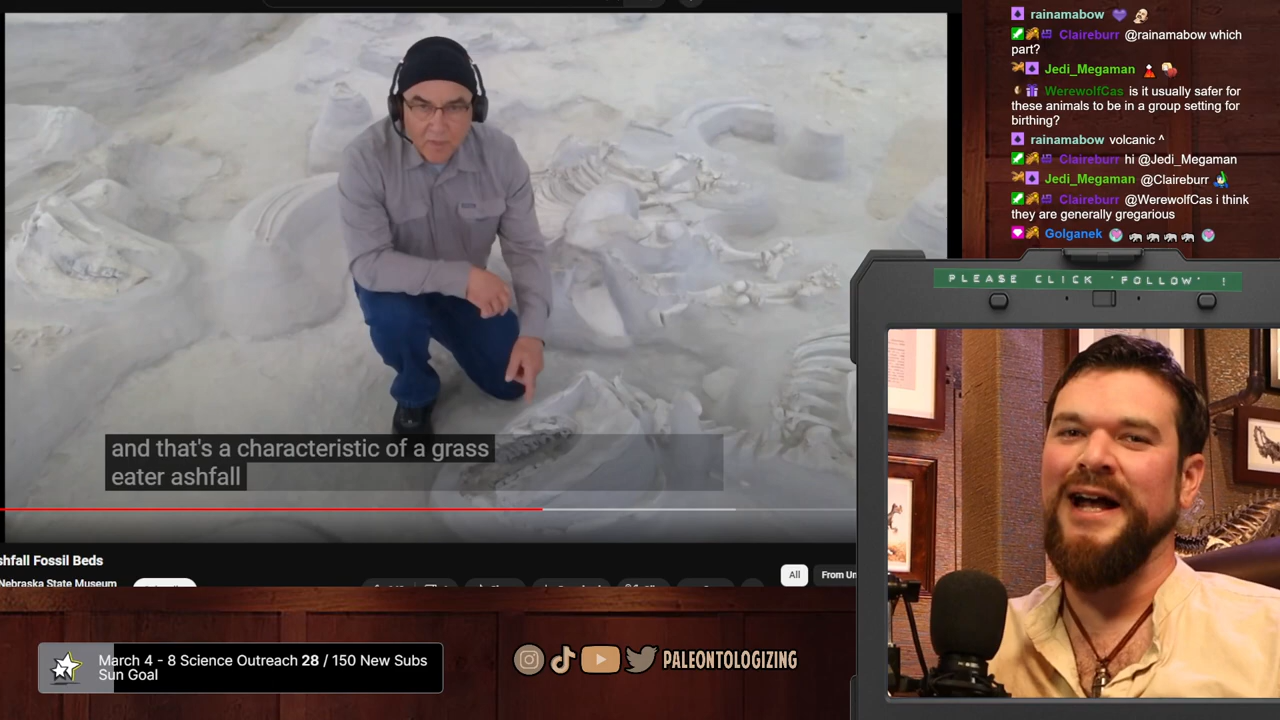 rainamabow
Claireburr @rainamabow which
part?
Jedi_Megaman
WerewolfCas is it usually safer for
these animals to be in a group setting for
birthing?
rainamabow volcanic ^
Claireburr hi @Jedi_Megaman
Jedi_Megaman @Claireburr
Claireburr @WerewolfCas i think
they are generally gregarious
Golganek
PLEASE CLICK 'FOLLOW' !
and that's a characteristic of a grass
eater ashfall
shfall Fossil Beds
Nebraska State Museum
All
From Un
March 4 - 8 Science Outreach 28 / 150 New Subs
Sun Goal
PALEONTOLOGIZING